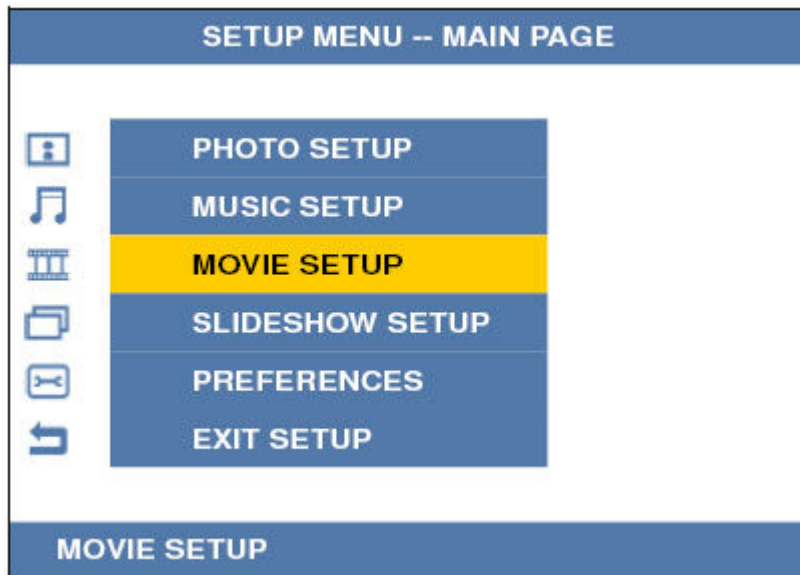 SETUP MENU -- MAIN PAGE
PHOTO SETUP
MUSIC SETUP
MOVIE SETUP
SLIDESHOW SETUP
PREFERENCES
EXIT SETUP
MOVIE SETUP